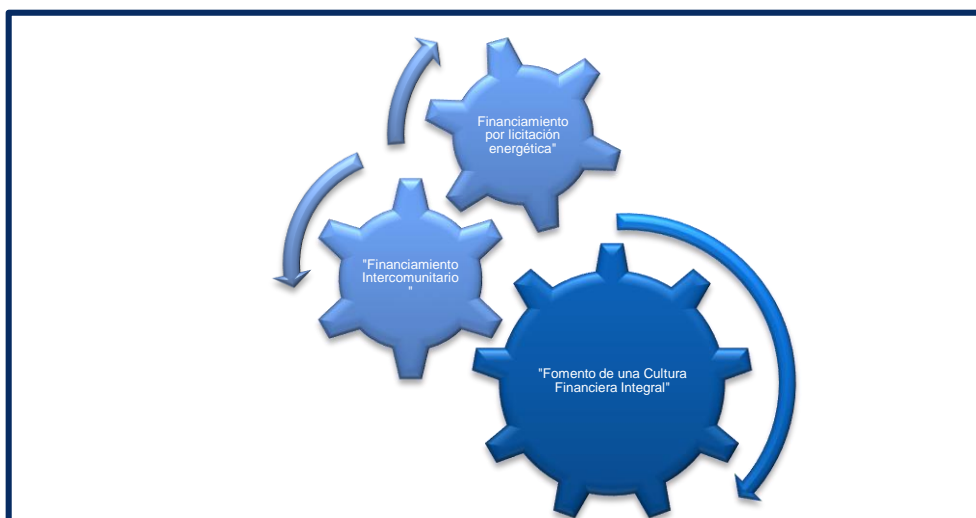 Financiamiento
por licitación
energética"
"Financiamiento
Intercomunitario
"
"Fomento de una Cultura
Financiera Integral"